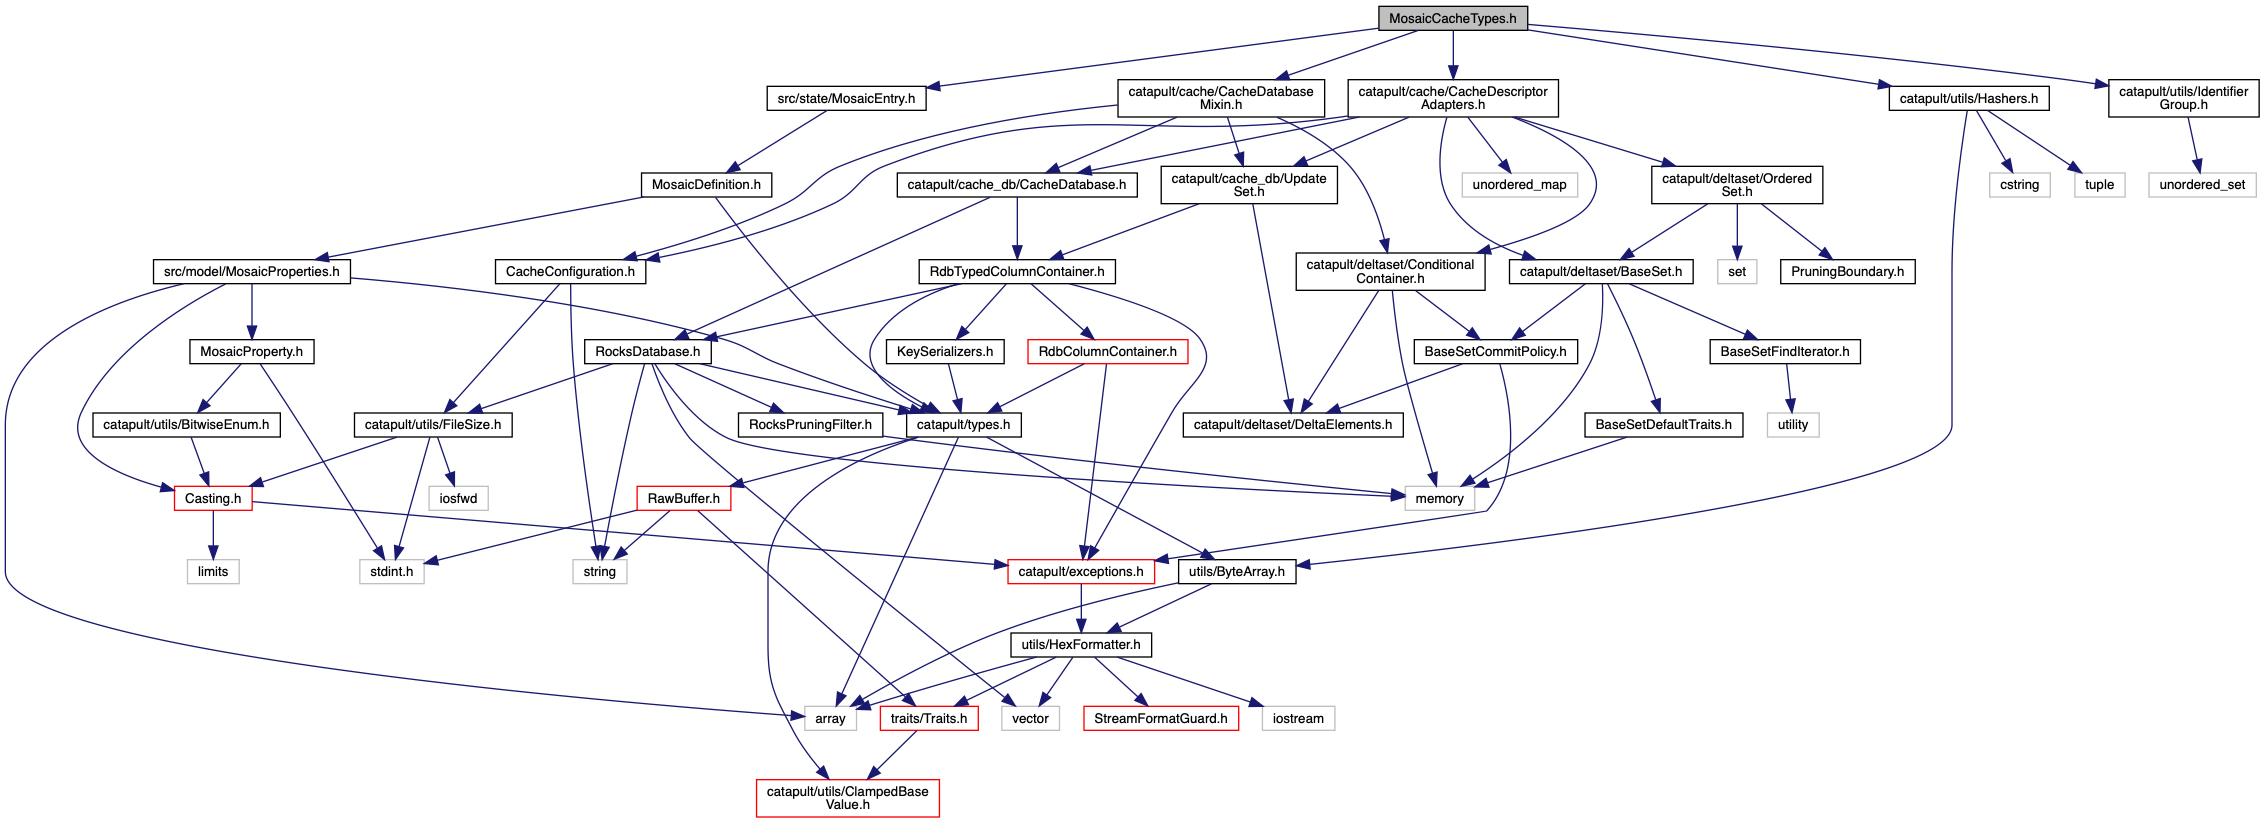 MosaicCacheTypes.h
src/state/MosaicEntry.h
catapult/cache/CacheDatabase
Mixin.h
catapult/cache/CacheDescriptor
Adapters.h
catapult/utils/Hashers.h
catapult/utils/Identifier
Group.h
MosaicDefinition.h
catapult/cache_db/CacheDatabase.h
catapult/cache_db/Update
Set.h
unordered_map
catapult/deltaset/Ordered
Set.h
cstring
tuple
unordered_set
src/model/MosaicProperties.h
CacheConfiguration.h
RdbTypedColumnContainer.h
catapult/deltaset/Conditional
Container.h
catapult/deltaset/BaseSet.h
set
PruningBoundary.h
MosaicProperty.h
RocksDatabase.h
KeySerializers.h
RdbColumnContainer.h
BaseSetCommitPolicy.h
BaseSetFindIterator.h
catapult/utils/BitwiseEnum.h
catapult/utils/FileSize.h
RocksPruningFilter.h
catapult/types.h
catapult/deltaset/DeltaElements.h
BaseSetDefaultTraits.h
utility
Casting.h
iosfwd
RawBuffer.h
memory
limits
stdint.h
string
catapult/exceptions.h
utils/ByteArray.h
utils/HexFormatter.h
array
traits/Traits.h
vector
StreamFormatGuard.h
iostream
catapult/utils/ClampedBase
Value.h